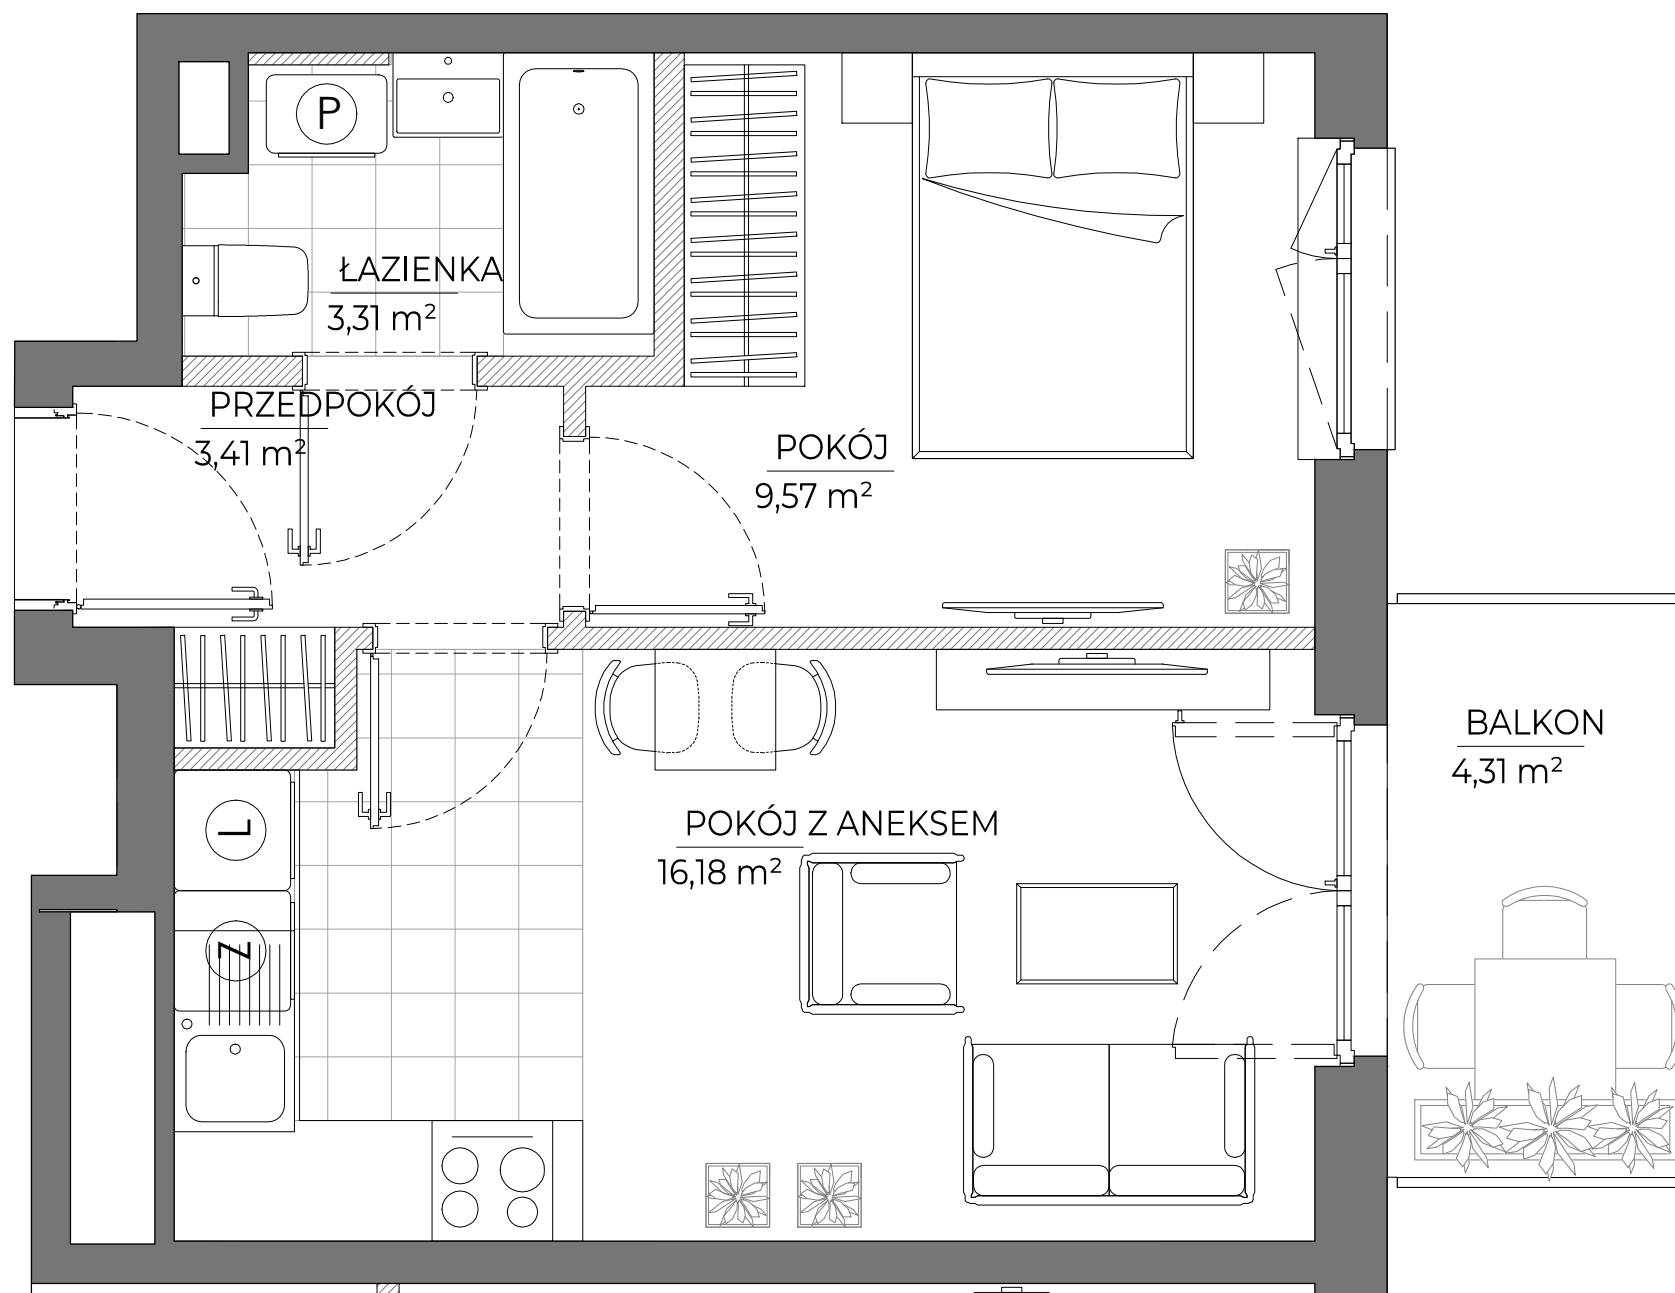 P
ŁAZIENKA
3,31 m²
PRZEDPOKÓJ
3,41 m²
POKÓJ
9,57 m²
BALKON
4,31 m²
POKÓJ Z ANEKSEM
16,18 m²
L
Z